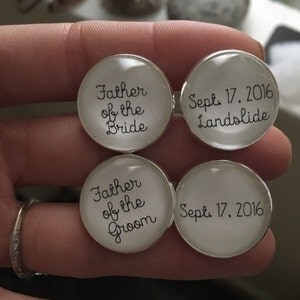 Father
of the
Bride
Sept. 17, 2016
Landslide
Father
of the
Groom
Sept. 17, 2016